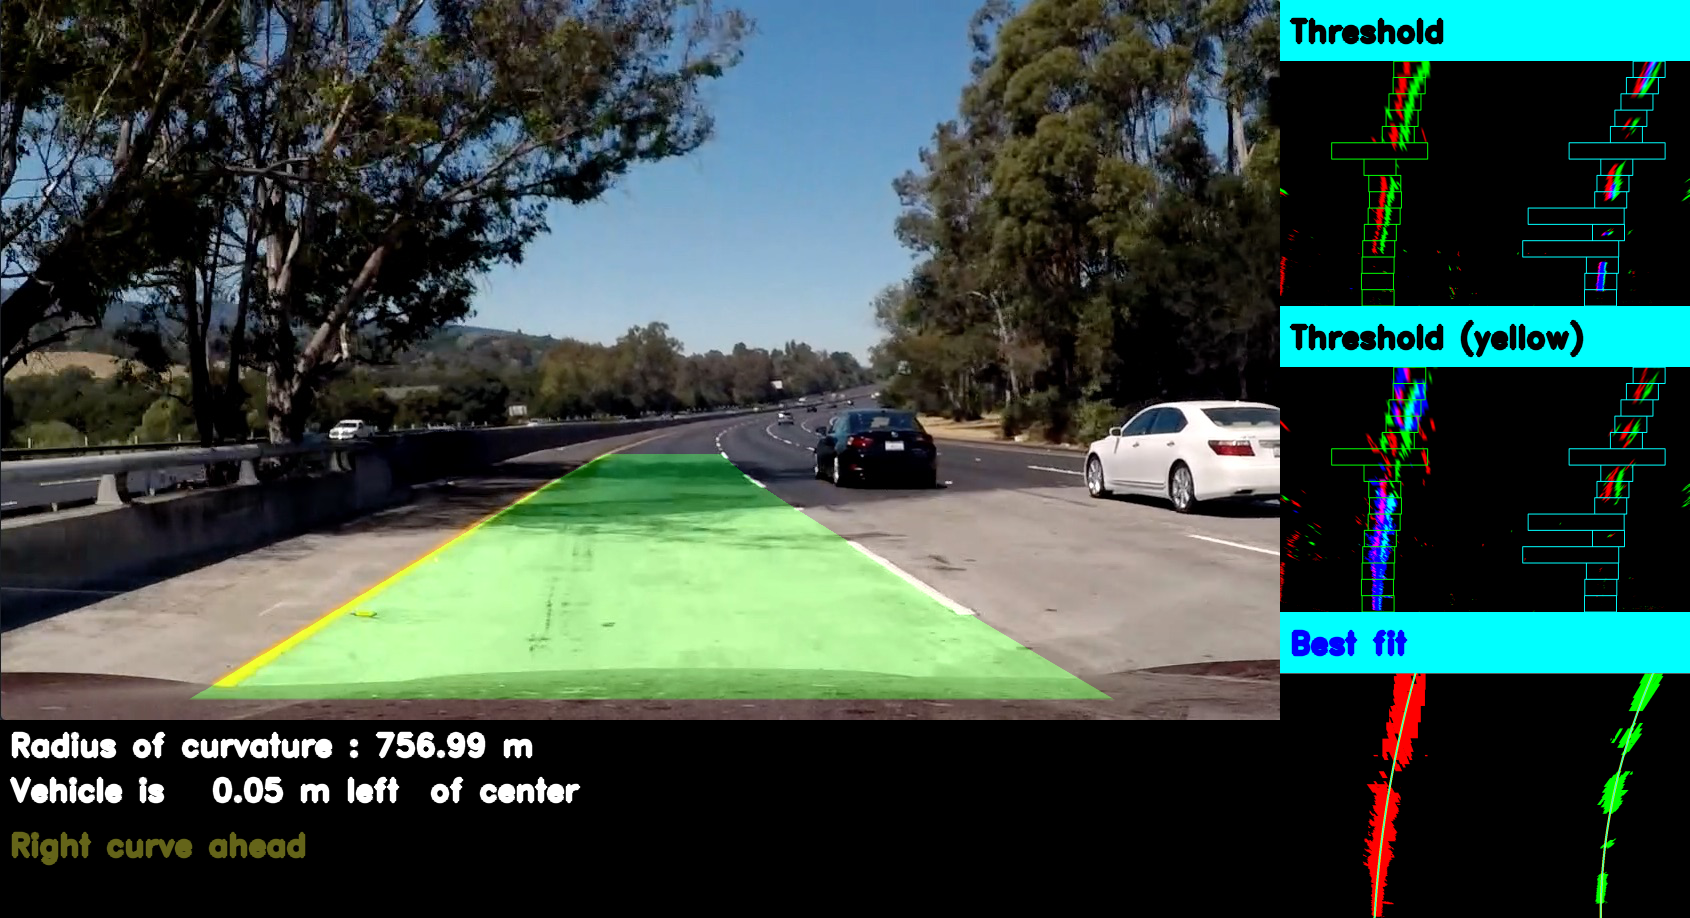 Threshold
Threshold (yellow)
Best fit
Radius of curvature : 756.99 m
Vehicle is 0.05 m left of center
Right curve ahead